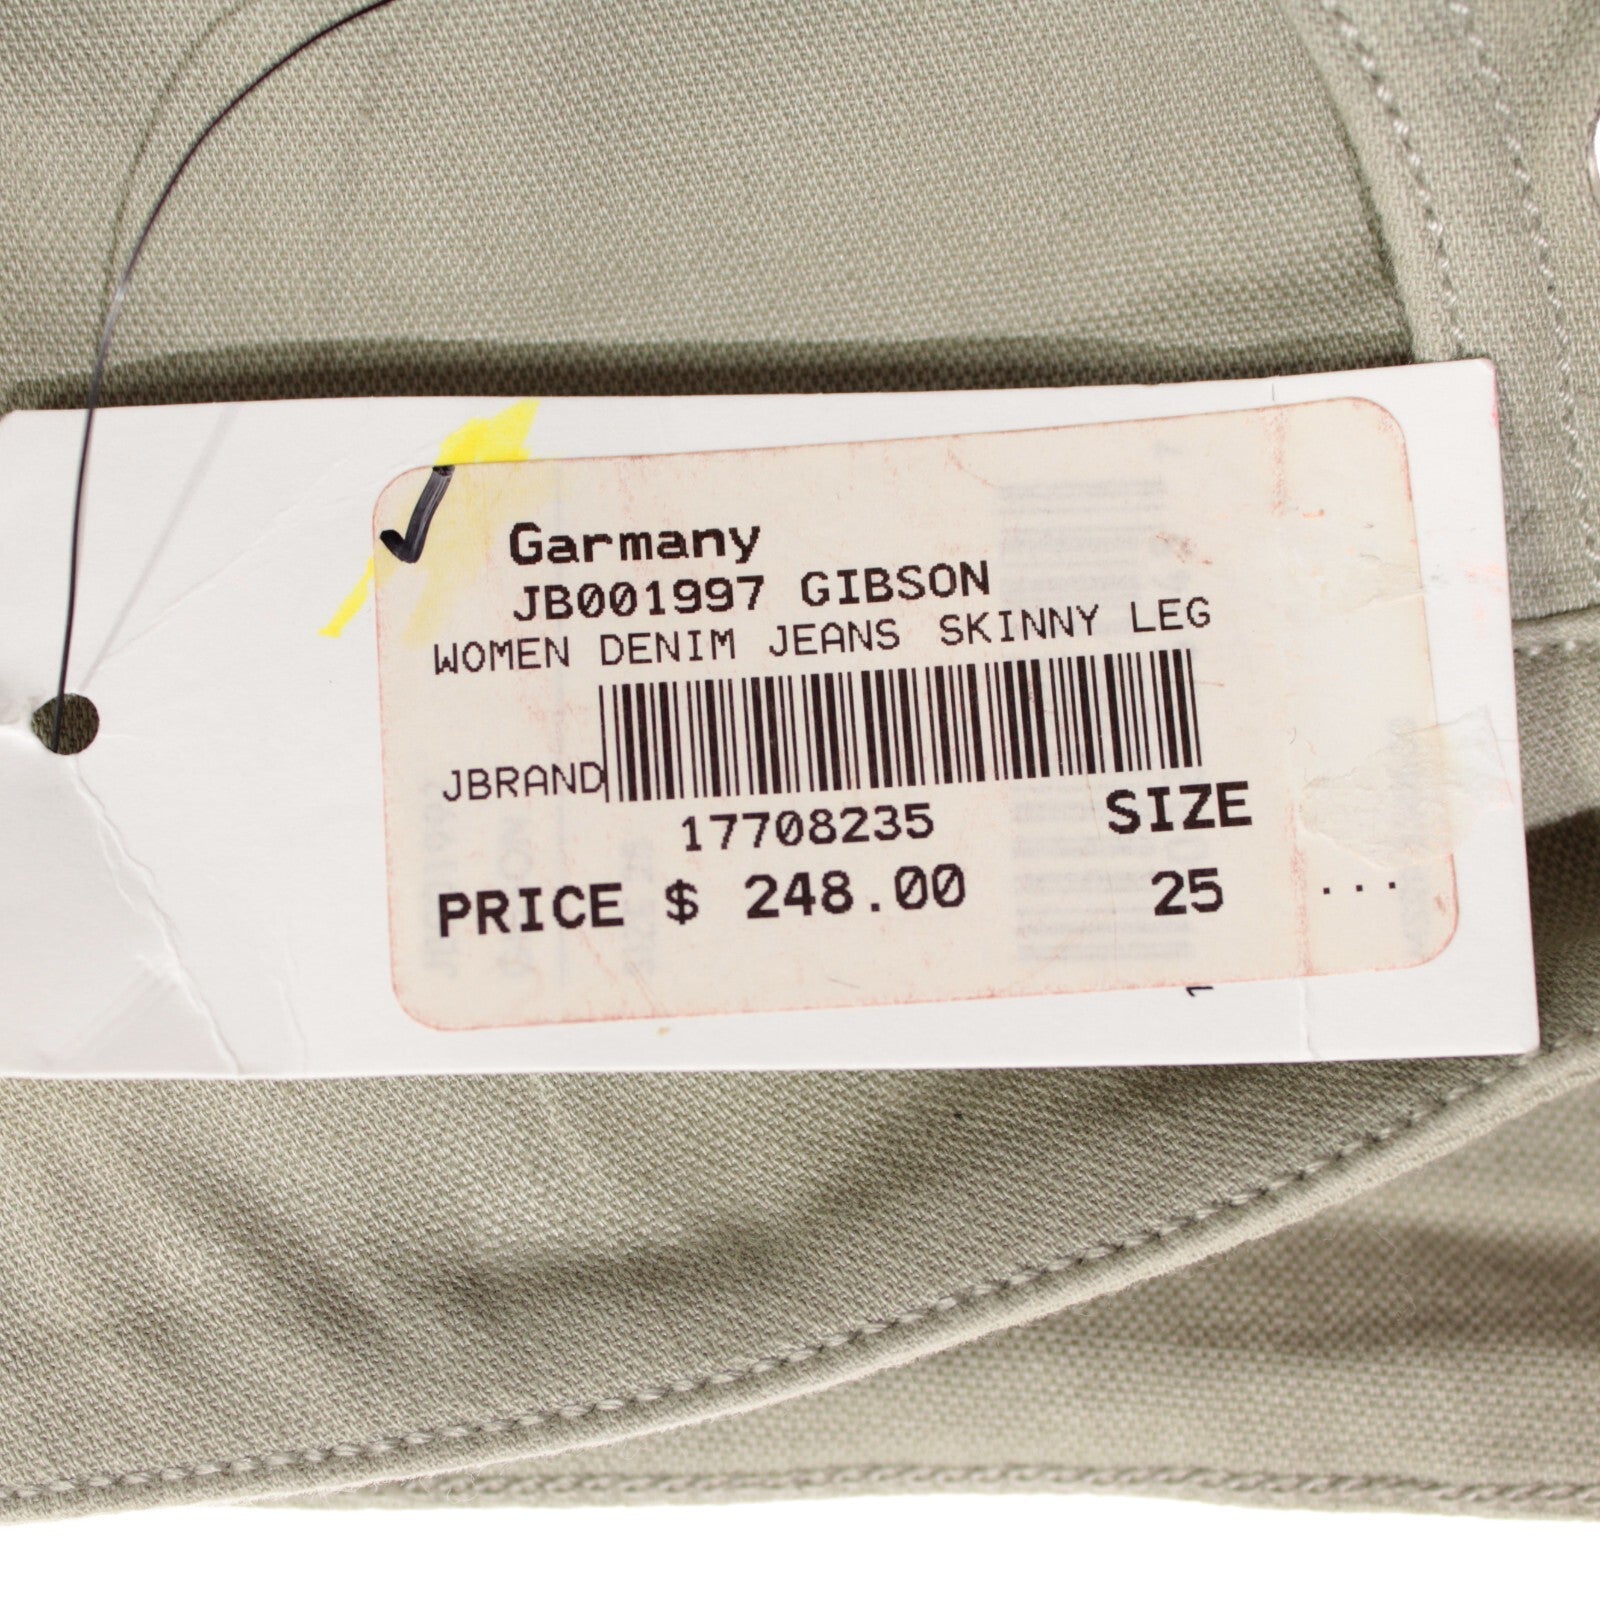 Garmany
JB001997 GIBSON
WOMEN DENIM JEANS SKINNY LEG
JBRAND
17708235
SIZE
PRICE $ 248.00 25 ...